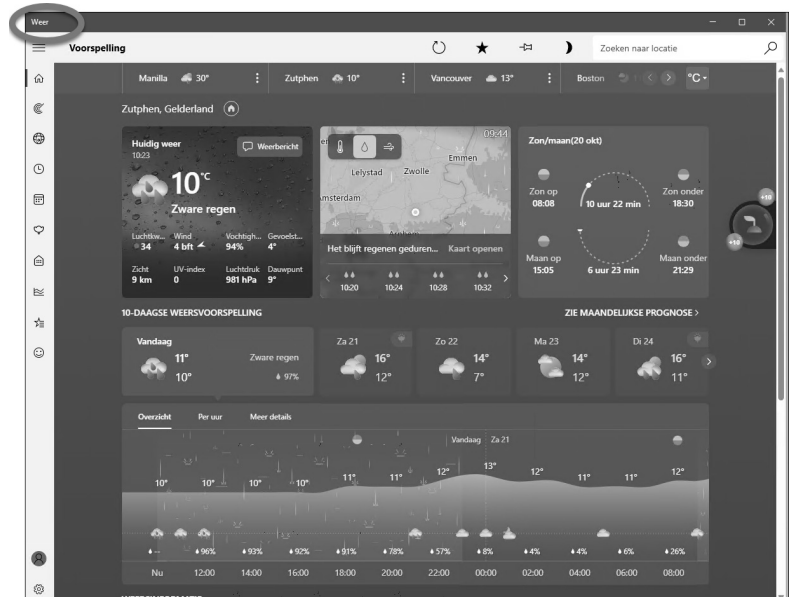 Weer
Voorspelling
Zoeken naar locatie
Manilla 30° Zutphen 10° Vancouver 13° Boston °C
Zutphen, Gelderland
Huidig weer
10:23
Weerbericht
10°C
Zware regen
Luchtkw... Wind Vochtigh... Gevoelst...
34 4 bft 94% 4°
Zicht UV-index Luchtdruk Dauwpunt
9 km 0 981 hPa 9°
09:44
Emmen
Lelystad Zwolle
msterdam
Arnhem
Het blijft regenen geduren... Kaart openen
10:20 10:24 10:28 10:32
Zon/maan(20 okt)
Zon op Zon onder
08:08 10 uur 22 min 18:30
Maan op Maan onder
15:05 6 uur 23 min 21:29
+10
+10
10-DAAGSE WEERSVOORSPELLING ZIE MAANDELIJKSE PROGNOSE >
Vandaag
11° Zware regen
10° 97%
Za 21
16°
12°
Zo 22
14°
7°
Ma 23
14°
12°
Di 24
16°
11°
Overzicht Per uur Meer details
Vandaag Za 21
10° 10° 10° 10° 11° 11° 12° 13° 12° 11° 11° 12°
-- 96% 93% 92% 91% 78% 57% 8% 4% 4% 6% 26%
Nu 12:00 14:00 16:00 18:00 20:00 22:00 00:00 02:00 04:00 06:00 08:00